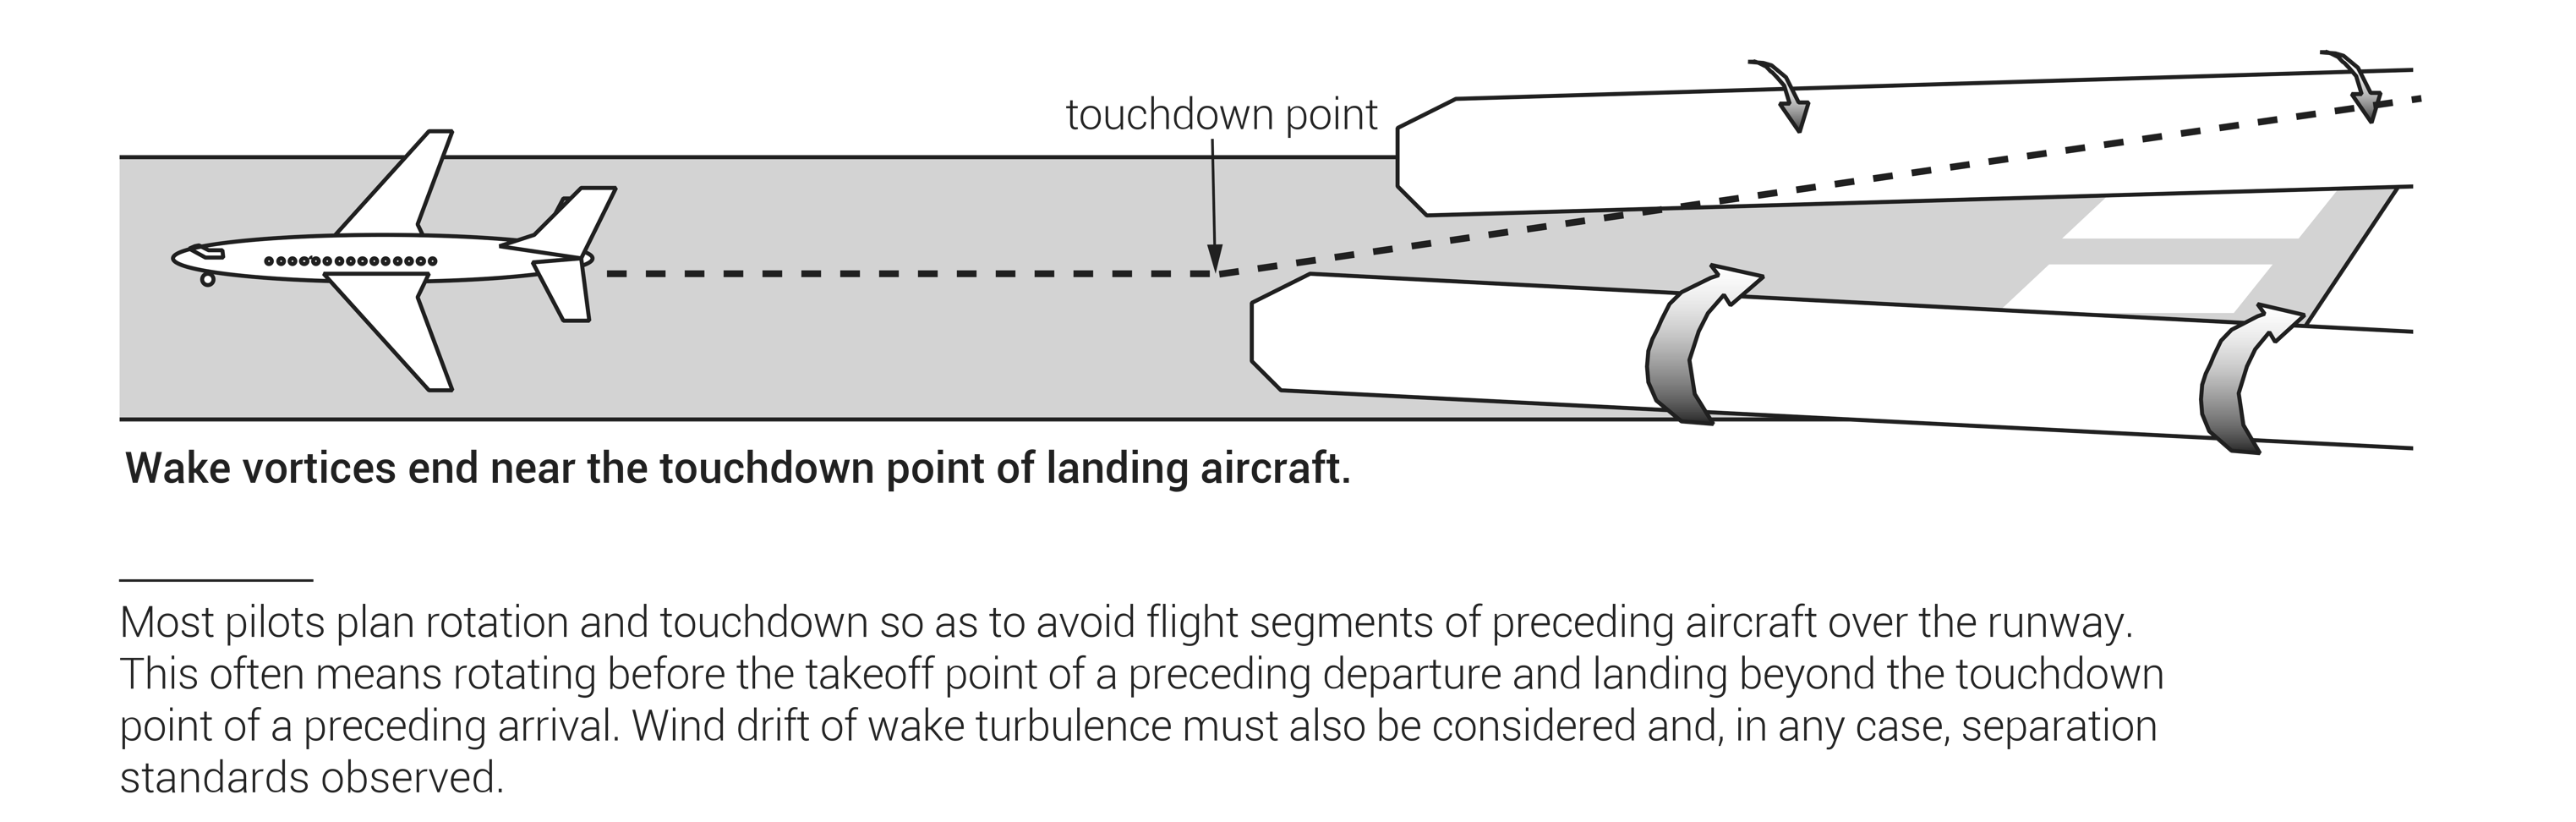 touchdown point
Wake vortices end near the touchdown point of landing aircraft.
Most pilots plan rotation and touchdown so as to avoid flight segments of preceding aircraft over the runway.
This often means rotating before the takeoff point of a preceding departure and landing beyond the touchdown
point of a preceding arrival. Wind drift of wake turbulence must also be considered and, in any case, separation
standards observed.